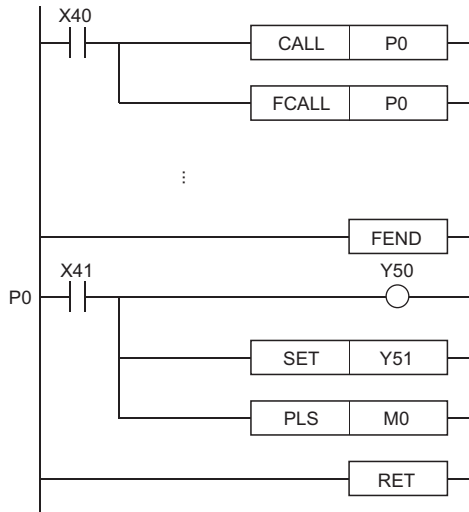 X40
CALL P0
FCALL P0
⋮
FEND
X41 Y50
P0
SET Y51
PLS M0
RET